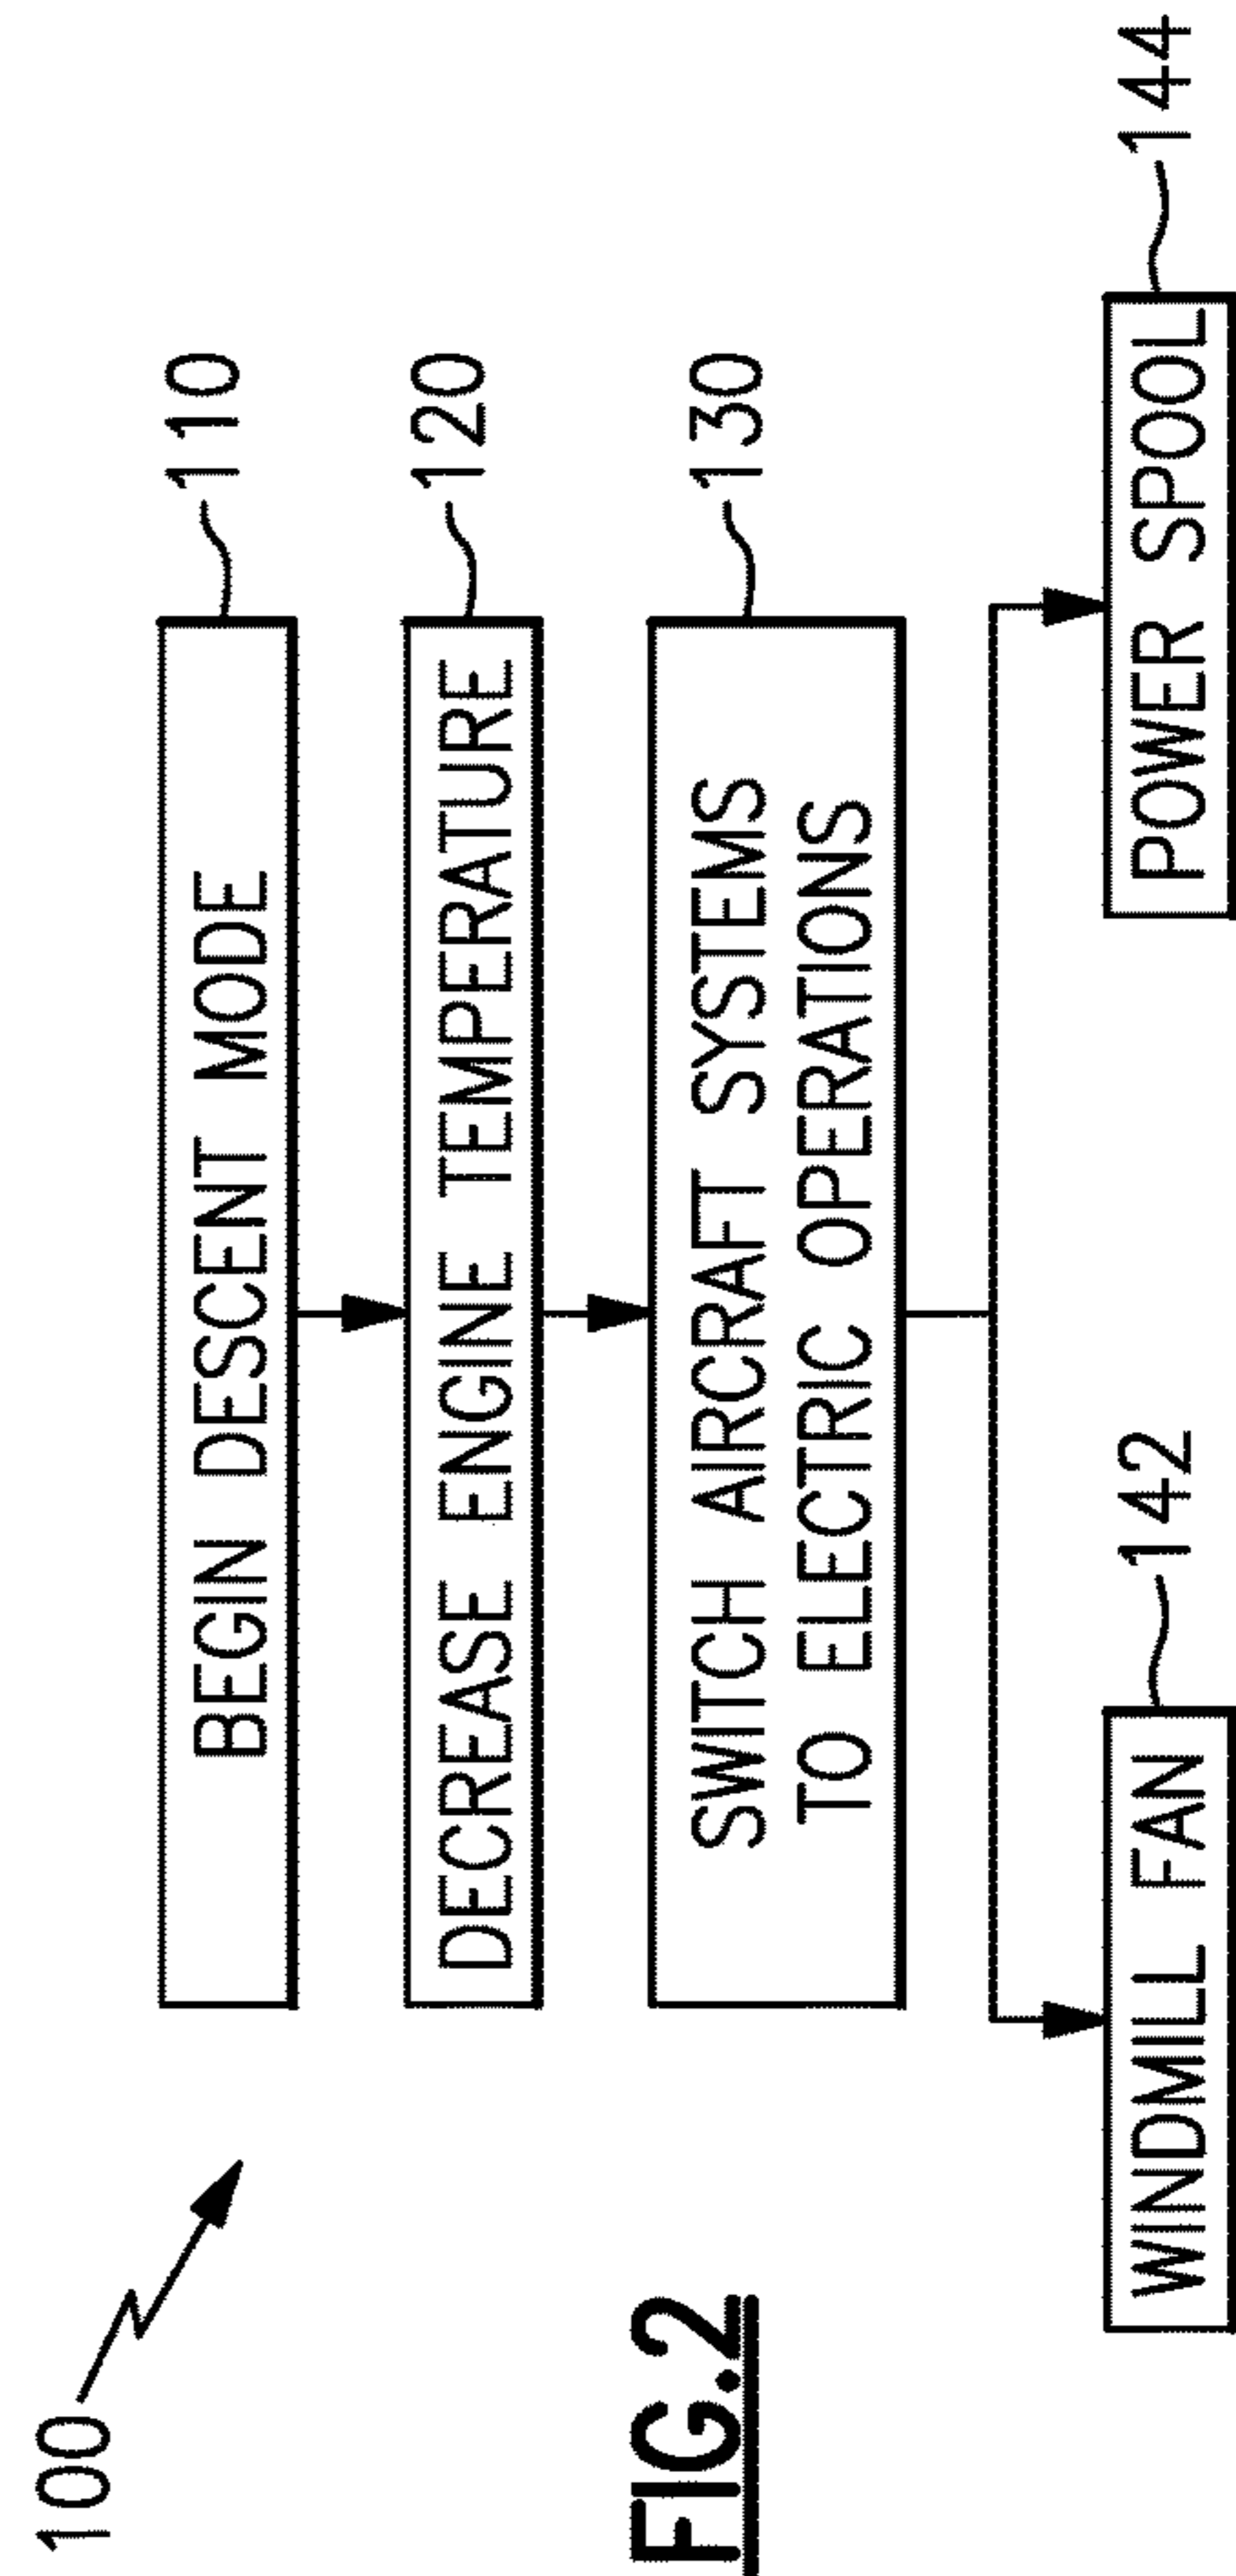 100
BEGIN DESCENT MODE
110
DECREASE ENGINE TEMPERATURE
120
SWITCH AIRCRAFT SYSTEMS
TO ELECTRIC OPERATIONS
130
WINDMILL FAN
142
POWER SPOOL
144
FIG.2